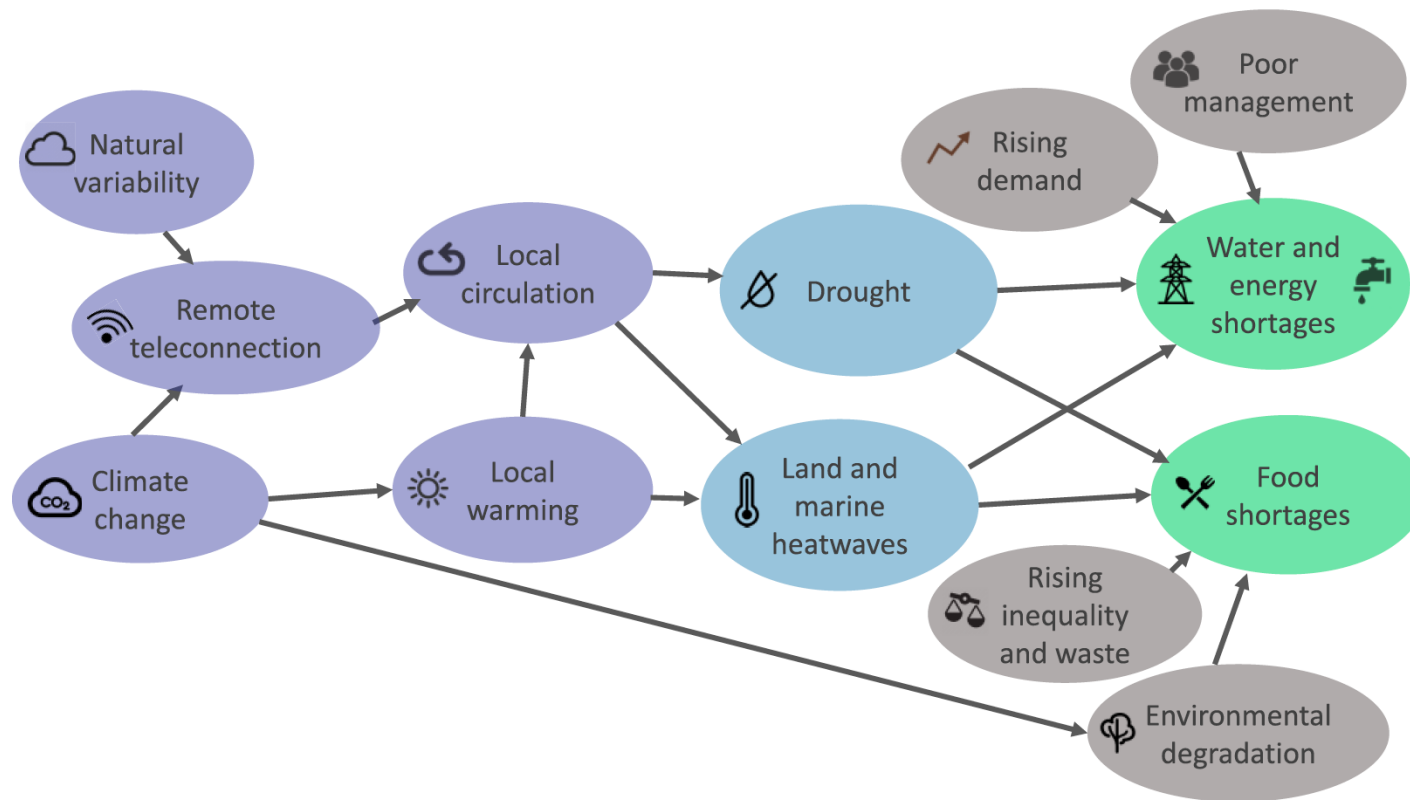 Poor
management
Rising
demand
Natural
variability
Local
circulation
Drought
Water and
energy
shortages
Remote
teleconnection
Climate
change
CO₂
Local
warming
Land and
marine
heatwaves
Food
shortages
Rising
inequality
and waste
Environmental
degradation